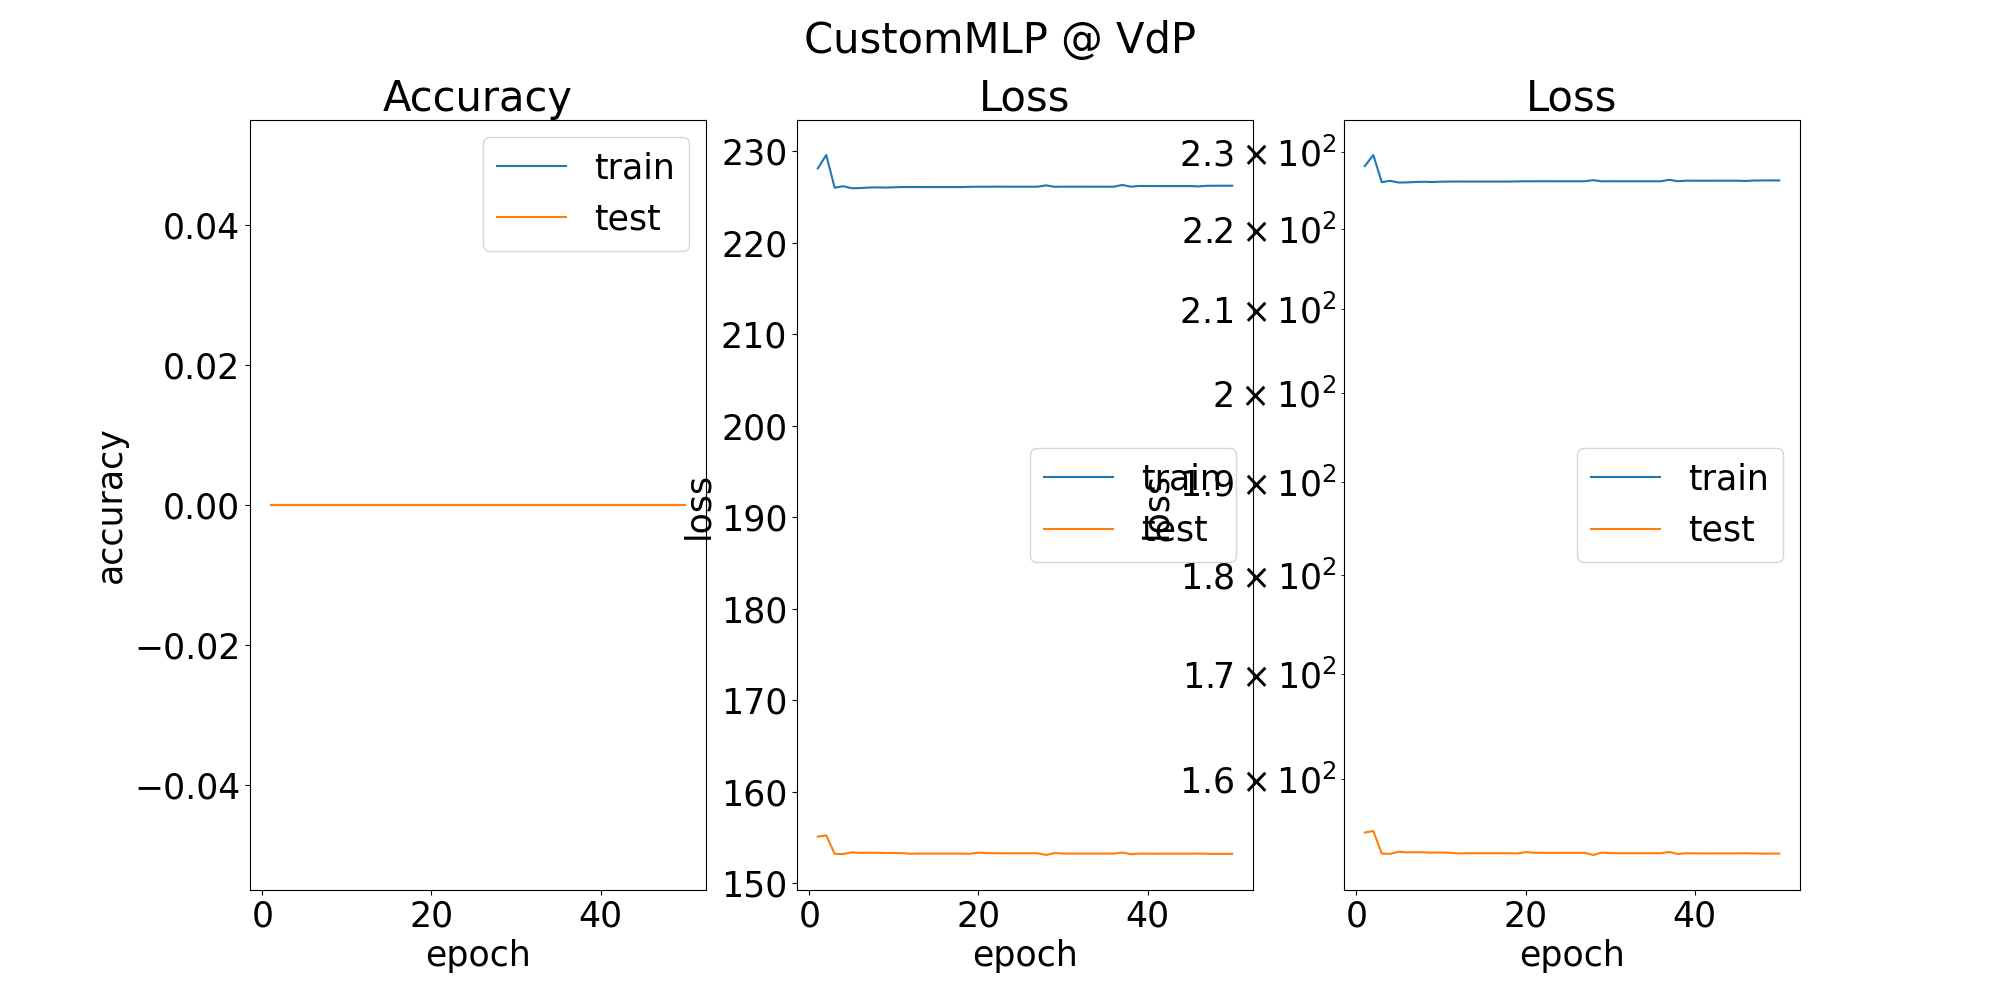 CustomMLP @ VdP
Accuracy
accuracy
0.04
0.02
0.00
−0.02
−0.04
0 20 40
epoch
train
test
Loss
loss
230
220
210
200
190
180
170
160
150
0 20 40
epoch
train
test
Loss
loss
2.3 × 10²
2.2 × 10²
2.1 × 10²
2 × 10²
1.9 × 10²
1.8 × 10²
1.7 × 10²
1.6 × 10²
0 20 40
epoch
train
test